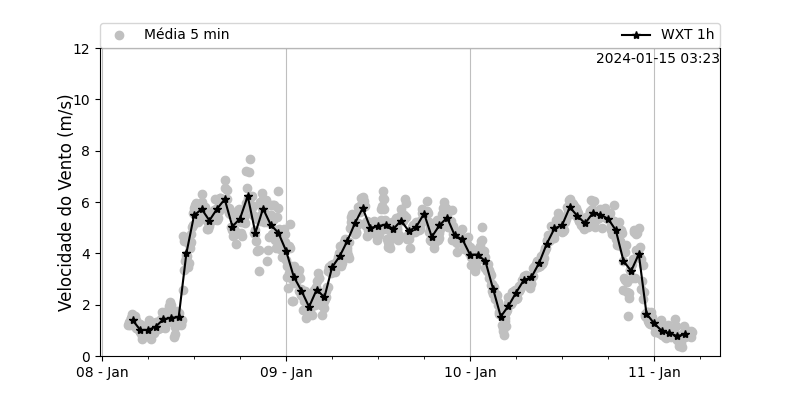 Média 5 min
WXT 1h
2024-01-15 03:23
Velocidade do Vento (m/s)
12
10
8
6
4
2
0
08 - Jan
09 - Jan
10 - Jan
11 - Jan